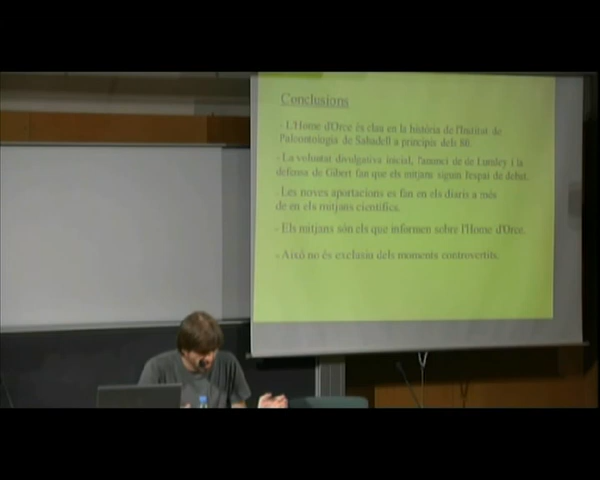 Conclusions
- L'Home d'Orce és clau en la història de l'Institut de
Paleontologia de Sabadell a principis dels 80.
- La voluntat divulgativa inicial, l'anunci de de Lumley i la
defensa de Gibert fan que els mitjans siguin l'espai de debat.
- Les noves aportacions es fan en els diaris a més
de en els mitjans científics.
- Els mitjans són els que informen sobre l'Home d'Orce.
- Això no és exclusiu dels moments controvertits.